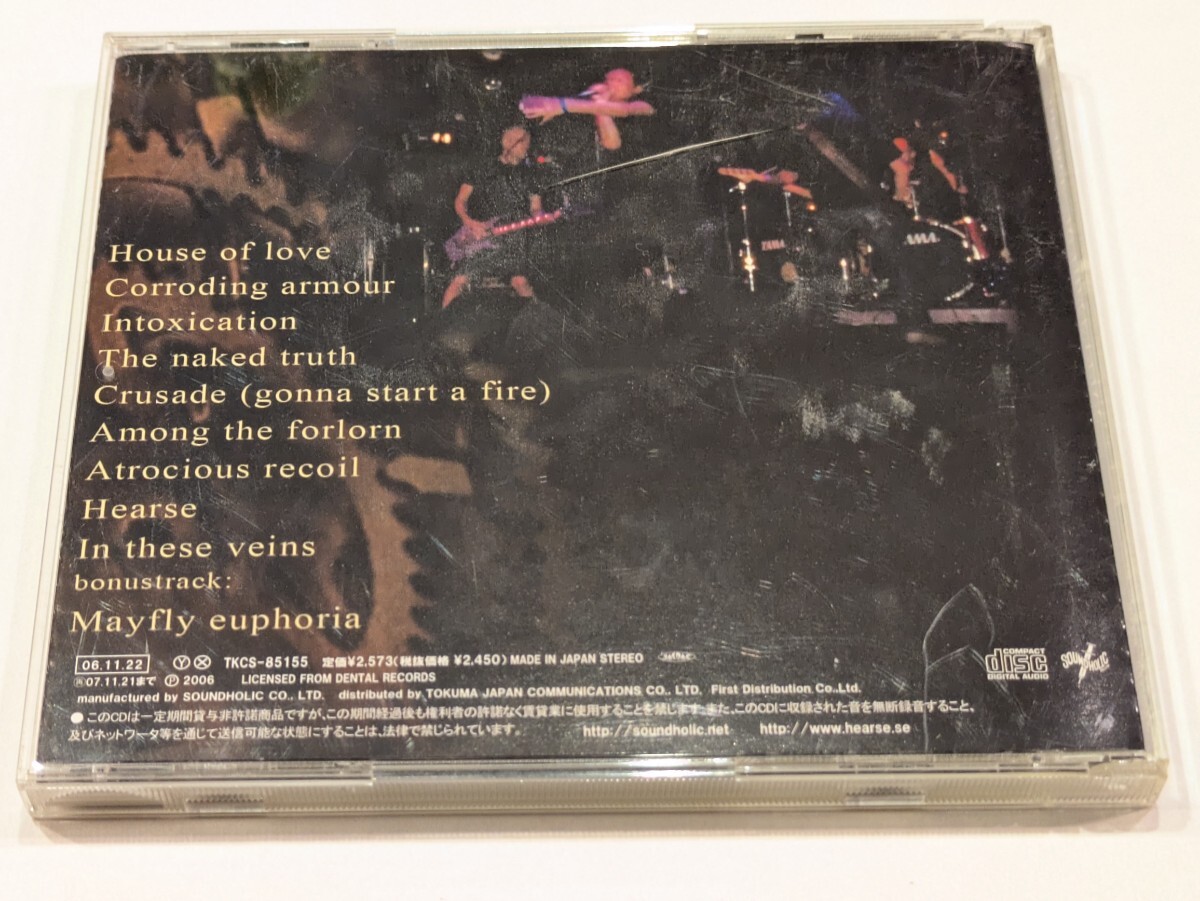 House of love
Corroding armour
Intoxication
The naked truth
Crusade (gonna start a fire)
Among the forlorn
Atrocious recoil
Hearse
In these veins
bonustrack:
Mayfly euphoria
TAMA
AMA
06.11.22 Ⓨ Ⓧ TKCS-85155 定価¥2.573(税抜価格 ¥2.450) MADE IN JAPAN STEREO
07.11.21まで Ⓟ 2006 LICENSED FROM DENTAL RECORDS
manufactured by SOUNDHOLIC CO., LTD. distributed by TOKUMA JAPAN COMMUNICATIONS CO., LTD. First Distribution Co.,Ltd.
●このCDは一定期間貸与非許諾商品ですが、この期間経過後も権利者の許諾なく賃貸業に使用することを禁じます。また、このCDに収録された音を無断録音すること、
及びネットワータ等を通じて送信可能な状態にすることは、法律で禁じられています。 http://soundholic.net http://www.hearse.se
COMPACT
disc
DIGITAL AUDIO
SOUNDHOLIC